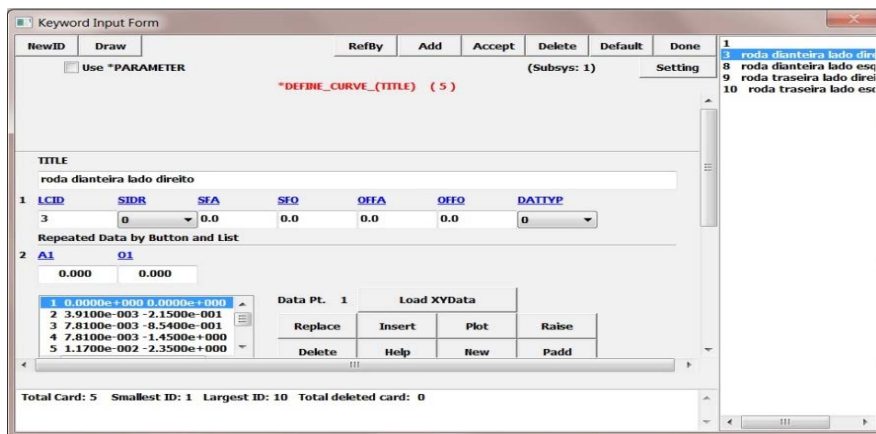 Keyword Input Form
NewID Draw RefBy Add Accept Delete Default Done
Use *PARAMETER (Subsys: 1) Setting
*DEFINE_CURVE_(TITLE) (5)
TITLE
roda dianteira lado direito
1 LCID SIDR SFA SFO OFFA OFFO DATTYP
3 0 0.0 0.0 0.0 0.0 0
Repeated Data by Button and List
2 A1 O1
0.000 0.000
1 0.0000e+000 0.0000e+000
2 3.9100e-003 -2.1500e-001
3 7.8100e-003 -8.5400e-001
4 7.8100e-003 -1.4500e+000
5 1.1700e-002 -2.3500e+000
Data Pt. 1 Load XYData
Replace Insert Plot Raise
Delete Help New Padd
Total Card: 5 Smallest ID: 1 Largest ID: 10 Total deleted card: 0
1
3 roda dianteira lado dire
8 roda dianteira lado esq
9 roda traseira lado direi
10 roda traseira lado esq